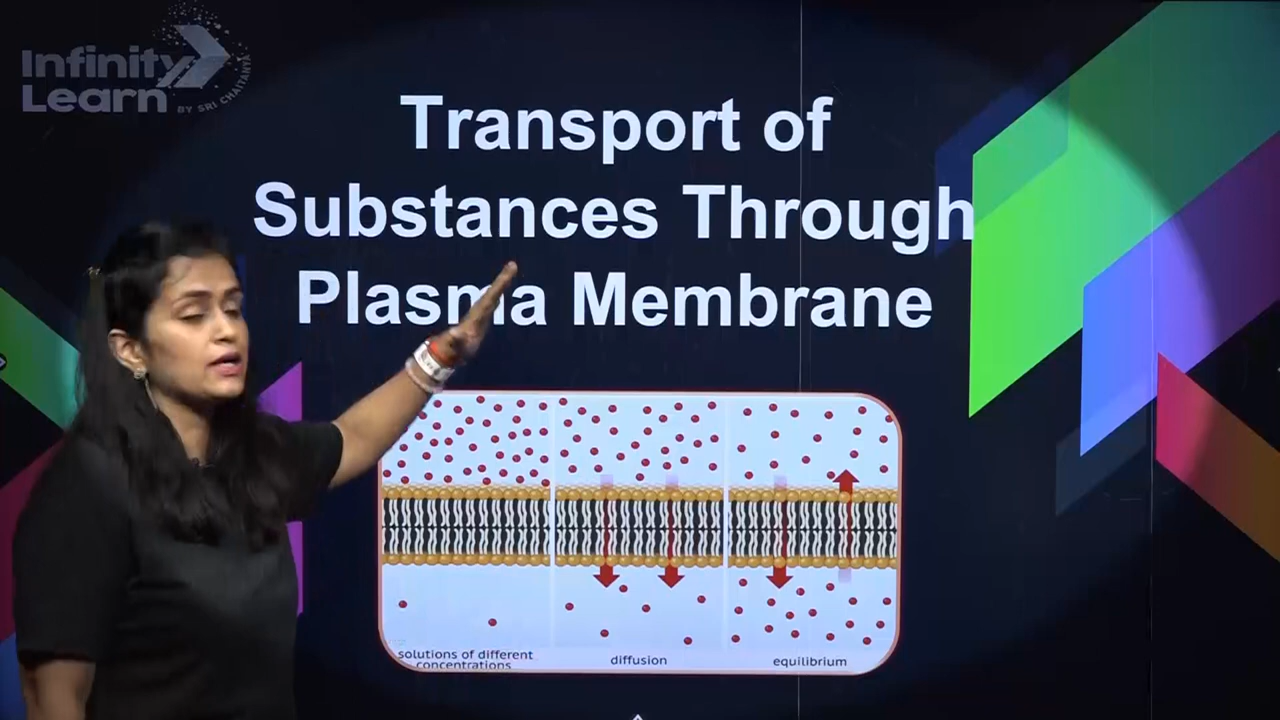 Infinity
Learn
BY SRI CHAITANYA
Transport of
Substances Through
Plasma Membrane
solutions of different
concentrations
diffusion
equilibrium